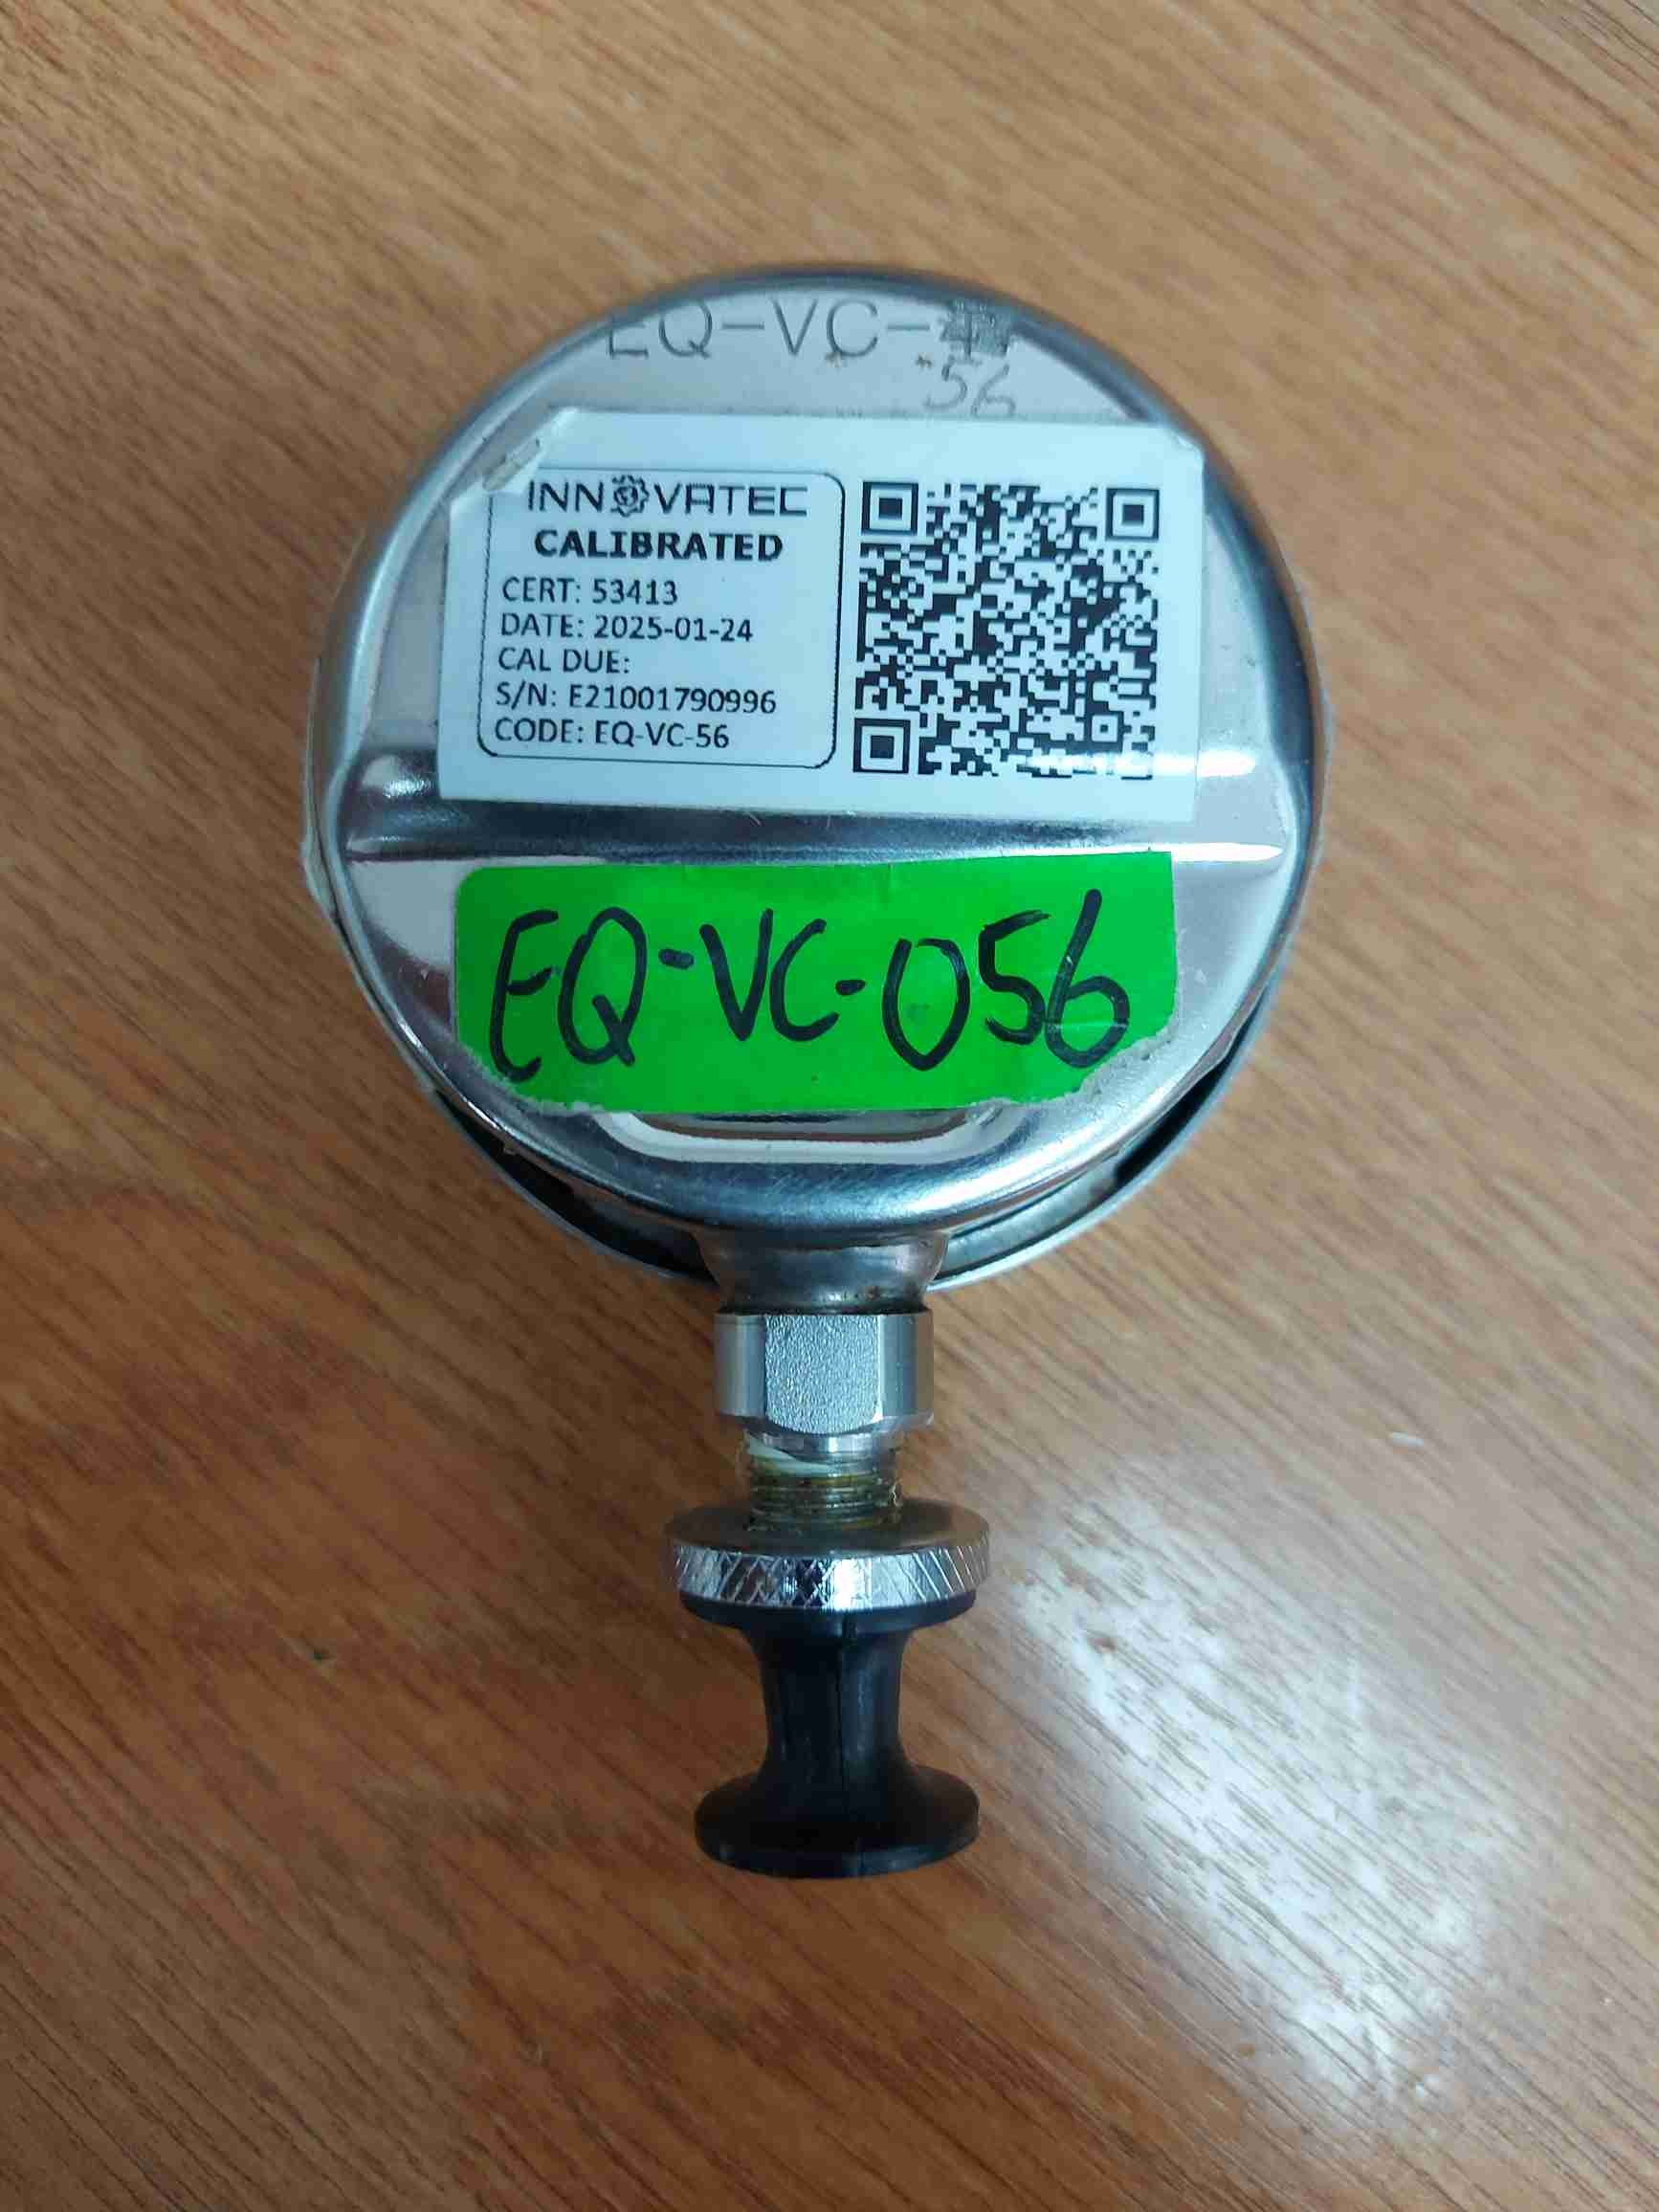 EQ-VC-
56
INNOVATEC
CALIBRATED
CERT: 53413
DATE: 2025-01-24
CAL DUE:
S/N: E21001790996
CODE: EQ-VC-56
EQ-VC-056